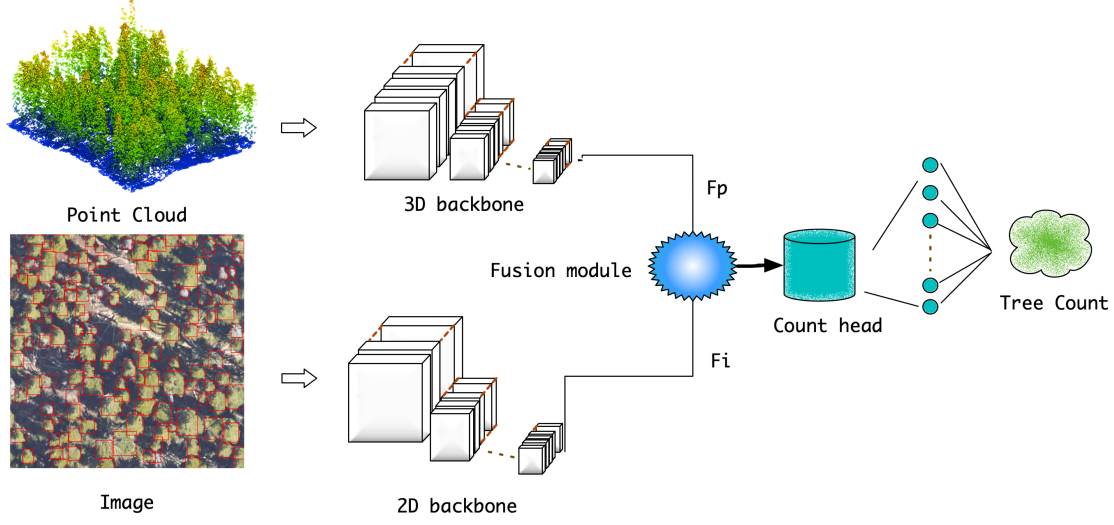 Point Cloud
3D backbone
Fp
Fusion module
Count head
Tree Count
Fi
Image
2D backbone